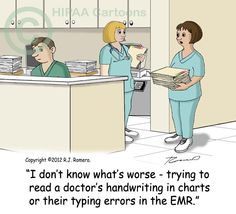 © HIPAA Cartoons
Copyright ©2012 R.J. Romero.
"I don't know what's worse - trying to
read a doctor's handwriting in charts
or their typing errors in the EMR."